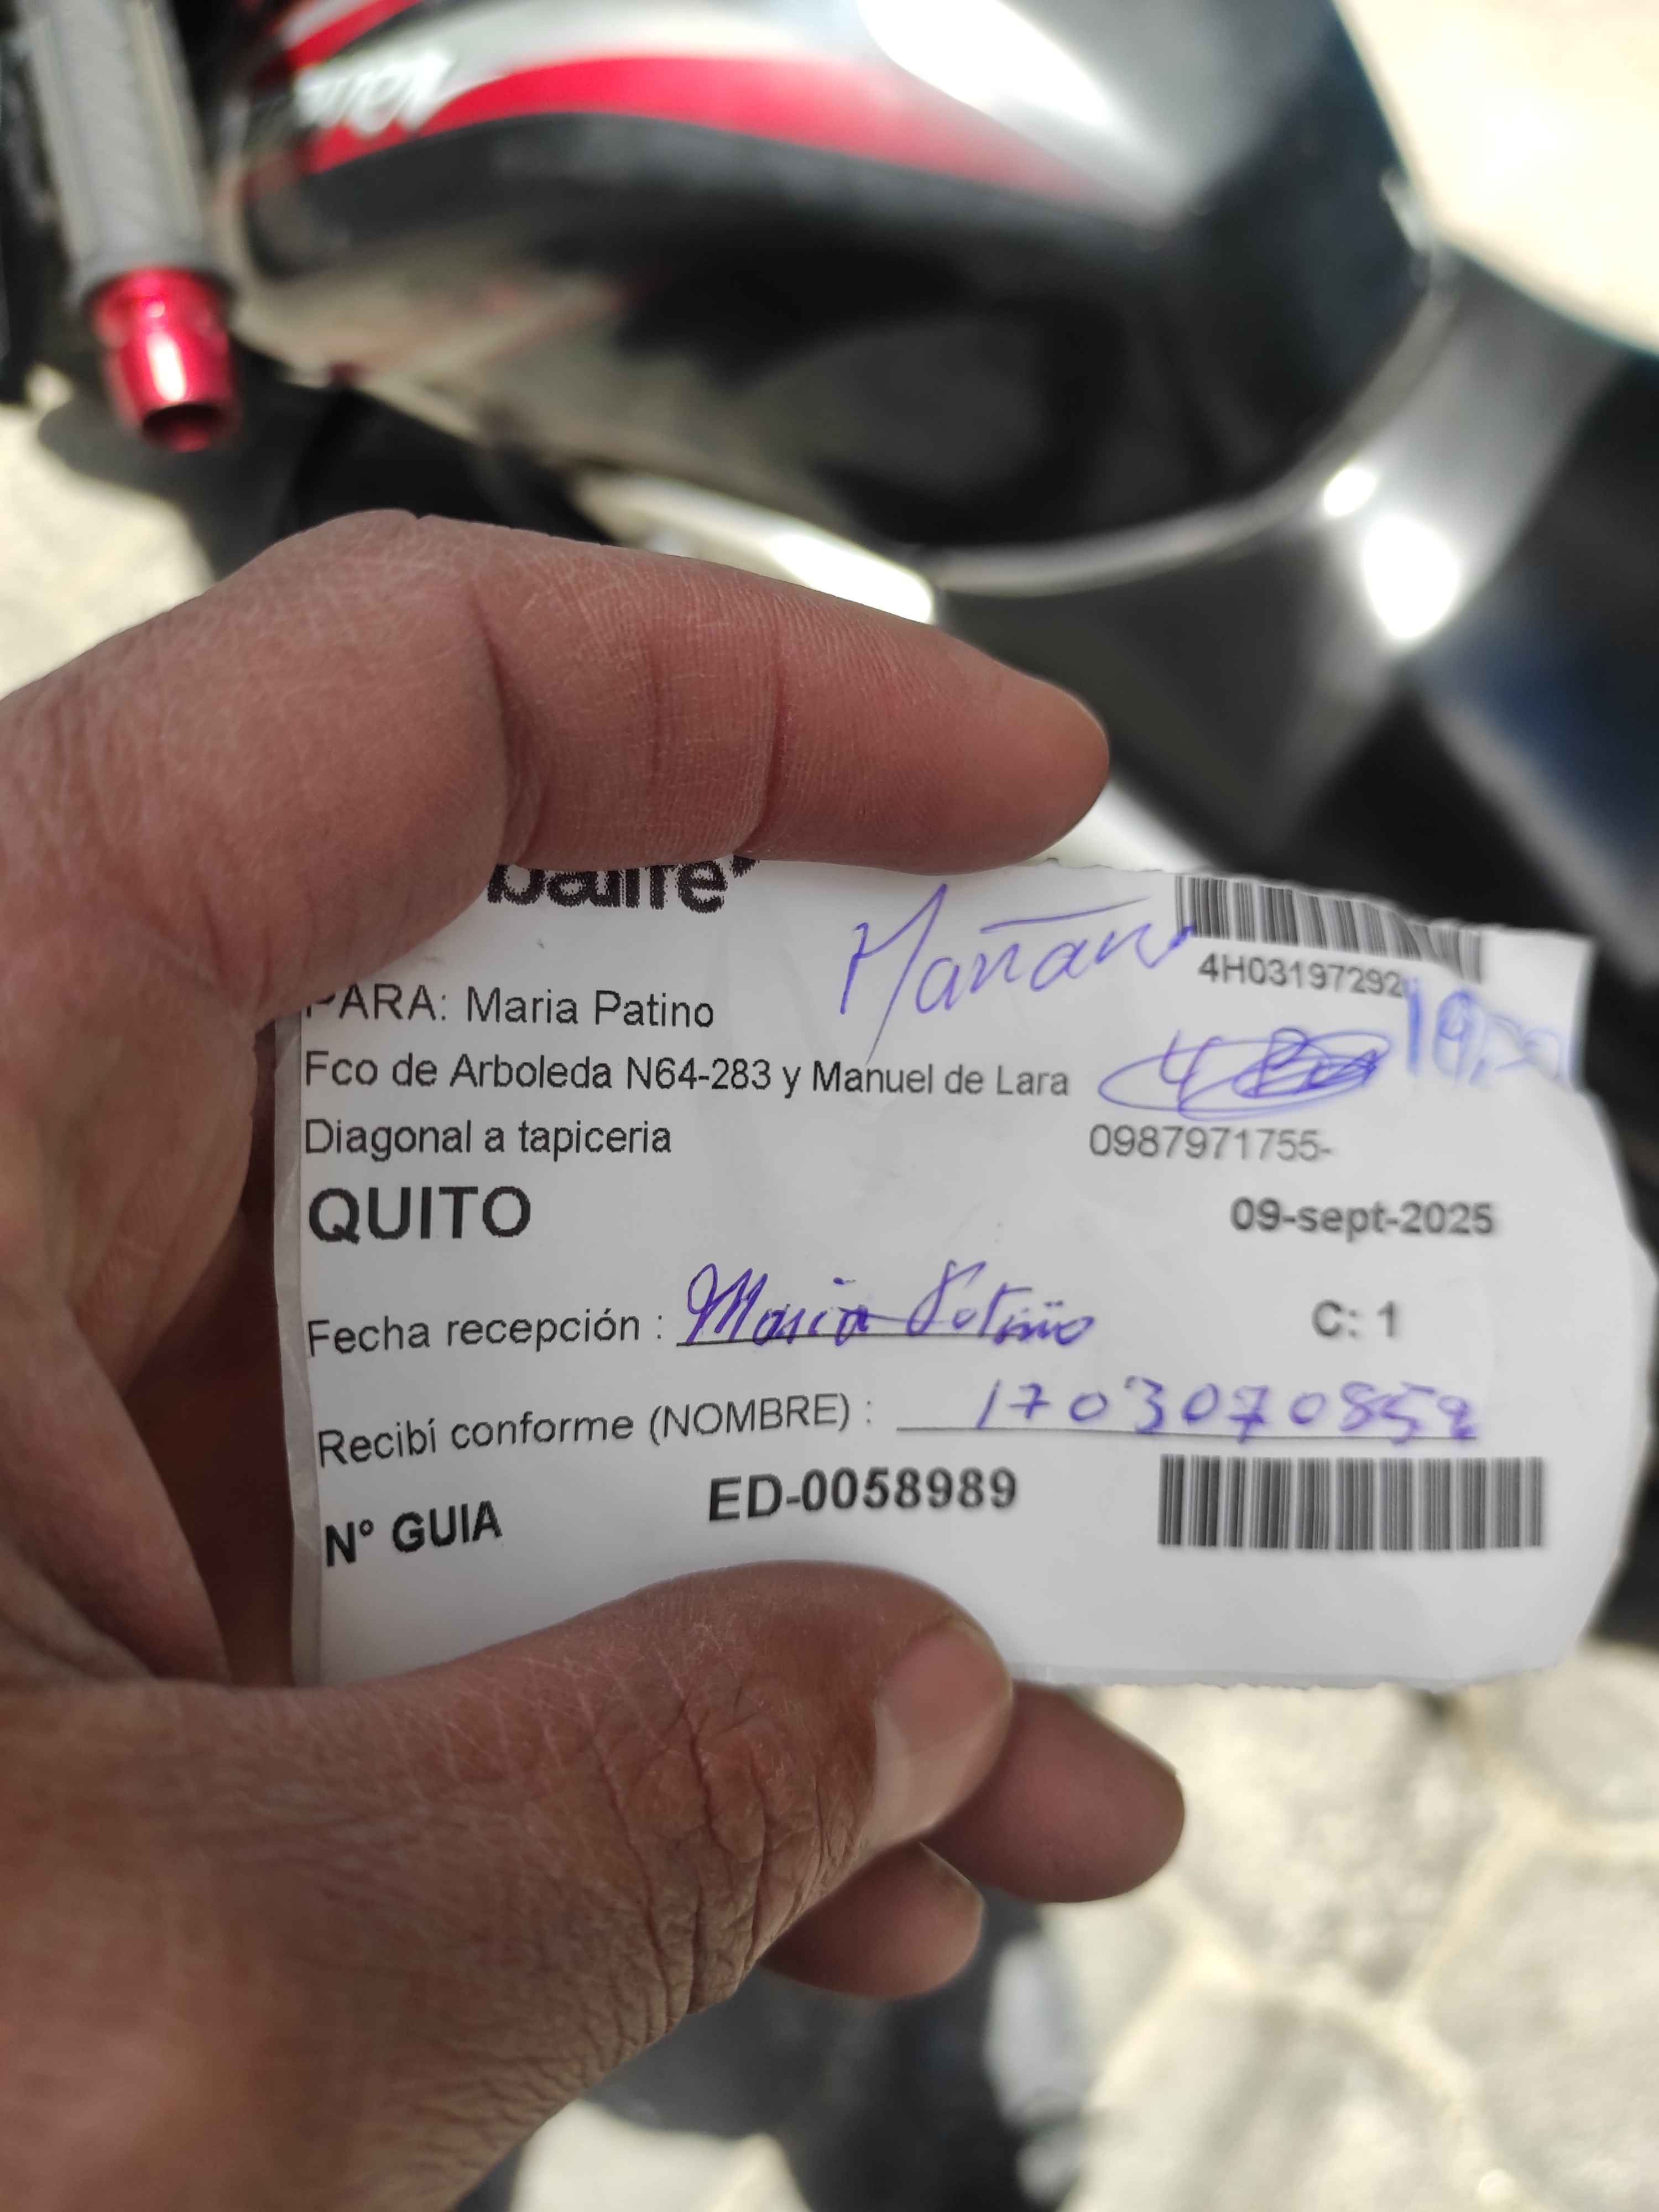 Mañana
4H03197292
PARA: Maria Patino
Fco de Arboleda N64-283 y Manuel de Lara
Diagonal a tapiceria
0987971755-
QUITO
09-sept-2025
Fecha recepción : Maria Patiño
C: 1
Recibí conforme (NOMBRE) : 1703070852
N° GUIA ED-0058989